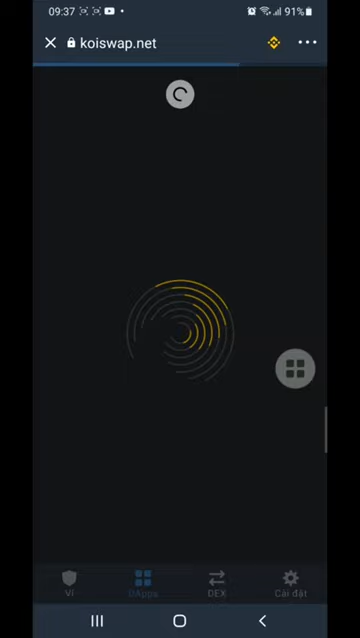 09:37
91%
koiswap.net
Ví
DApps
DEX
Cài đặt